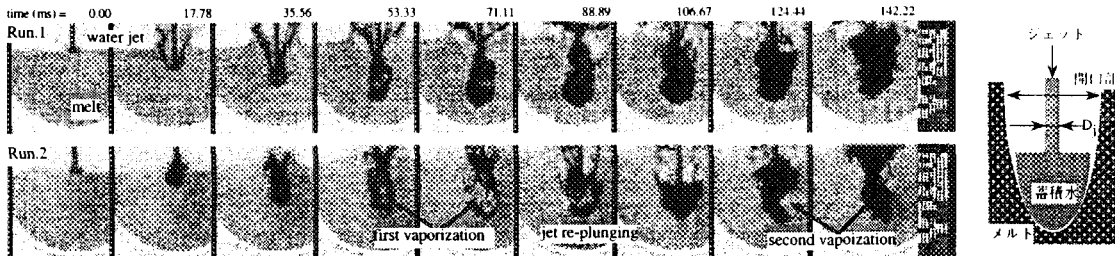 time (ms) = 0.00 17.78 35.56 53.33 71.11 88.89 106.67 124.44 142.22
Run.1 water jet
melt
Run.2
first vaporization
jet re-plunging
second vapoization
ジェット
開口部
Dj
蓄積水
メルト